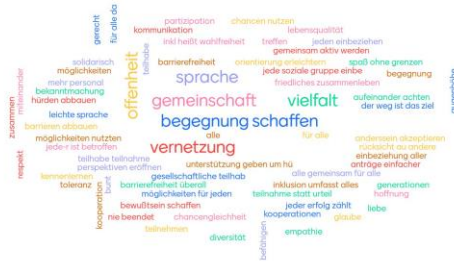 gerecht
für alle da
partizipation
chancen nutzen
kommunikation
lebensqualität
inkl heißt wahlfreiheit
treffen
jeden einbeziehen
gemeinsam aktiv werden
solidarisch
teilhabe
barrierefreiheit
orientierung erleichtern
spaß ohne grenzen
möglichkeiten
sprache
jede soziale gruppe einbe
begegnung
mehr personal
offenheit
friedliches zusammenleben
bekanntmachung
miteinander
hürden abbauen
gemeinschaft
vielfalt
aufeinander achten
der weg ist das ziel
zusammen
leichte sprache
begegnung schaffen
barrieren abbauen
alle
für alle
anderssein akzeptieren
möglichkeiten nutzten
vernetzung
rücksicht au andere
jede-r ist betroffen
einbeziehung aller
respekt
teilhabe teilnahme
unterstützung geben um hü
anträge einfacher
perspektiven eröffnen
kennenlernen
gesellschaftliche teilhab
alle gemeinsam für alle
toleranz
bunt
barrierefreiheit überall
inklusion umfasst alles
generationen
kooperation
möglichkeiten für jeden
teilnahme statt urteil
hoffnung
bewußtsein schaffen
jeder erfolg zählt
liebe
nie beendet
chancengleichheit
kooperationen
glaube
teilnehmen
befähigen
empathie
diversität